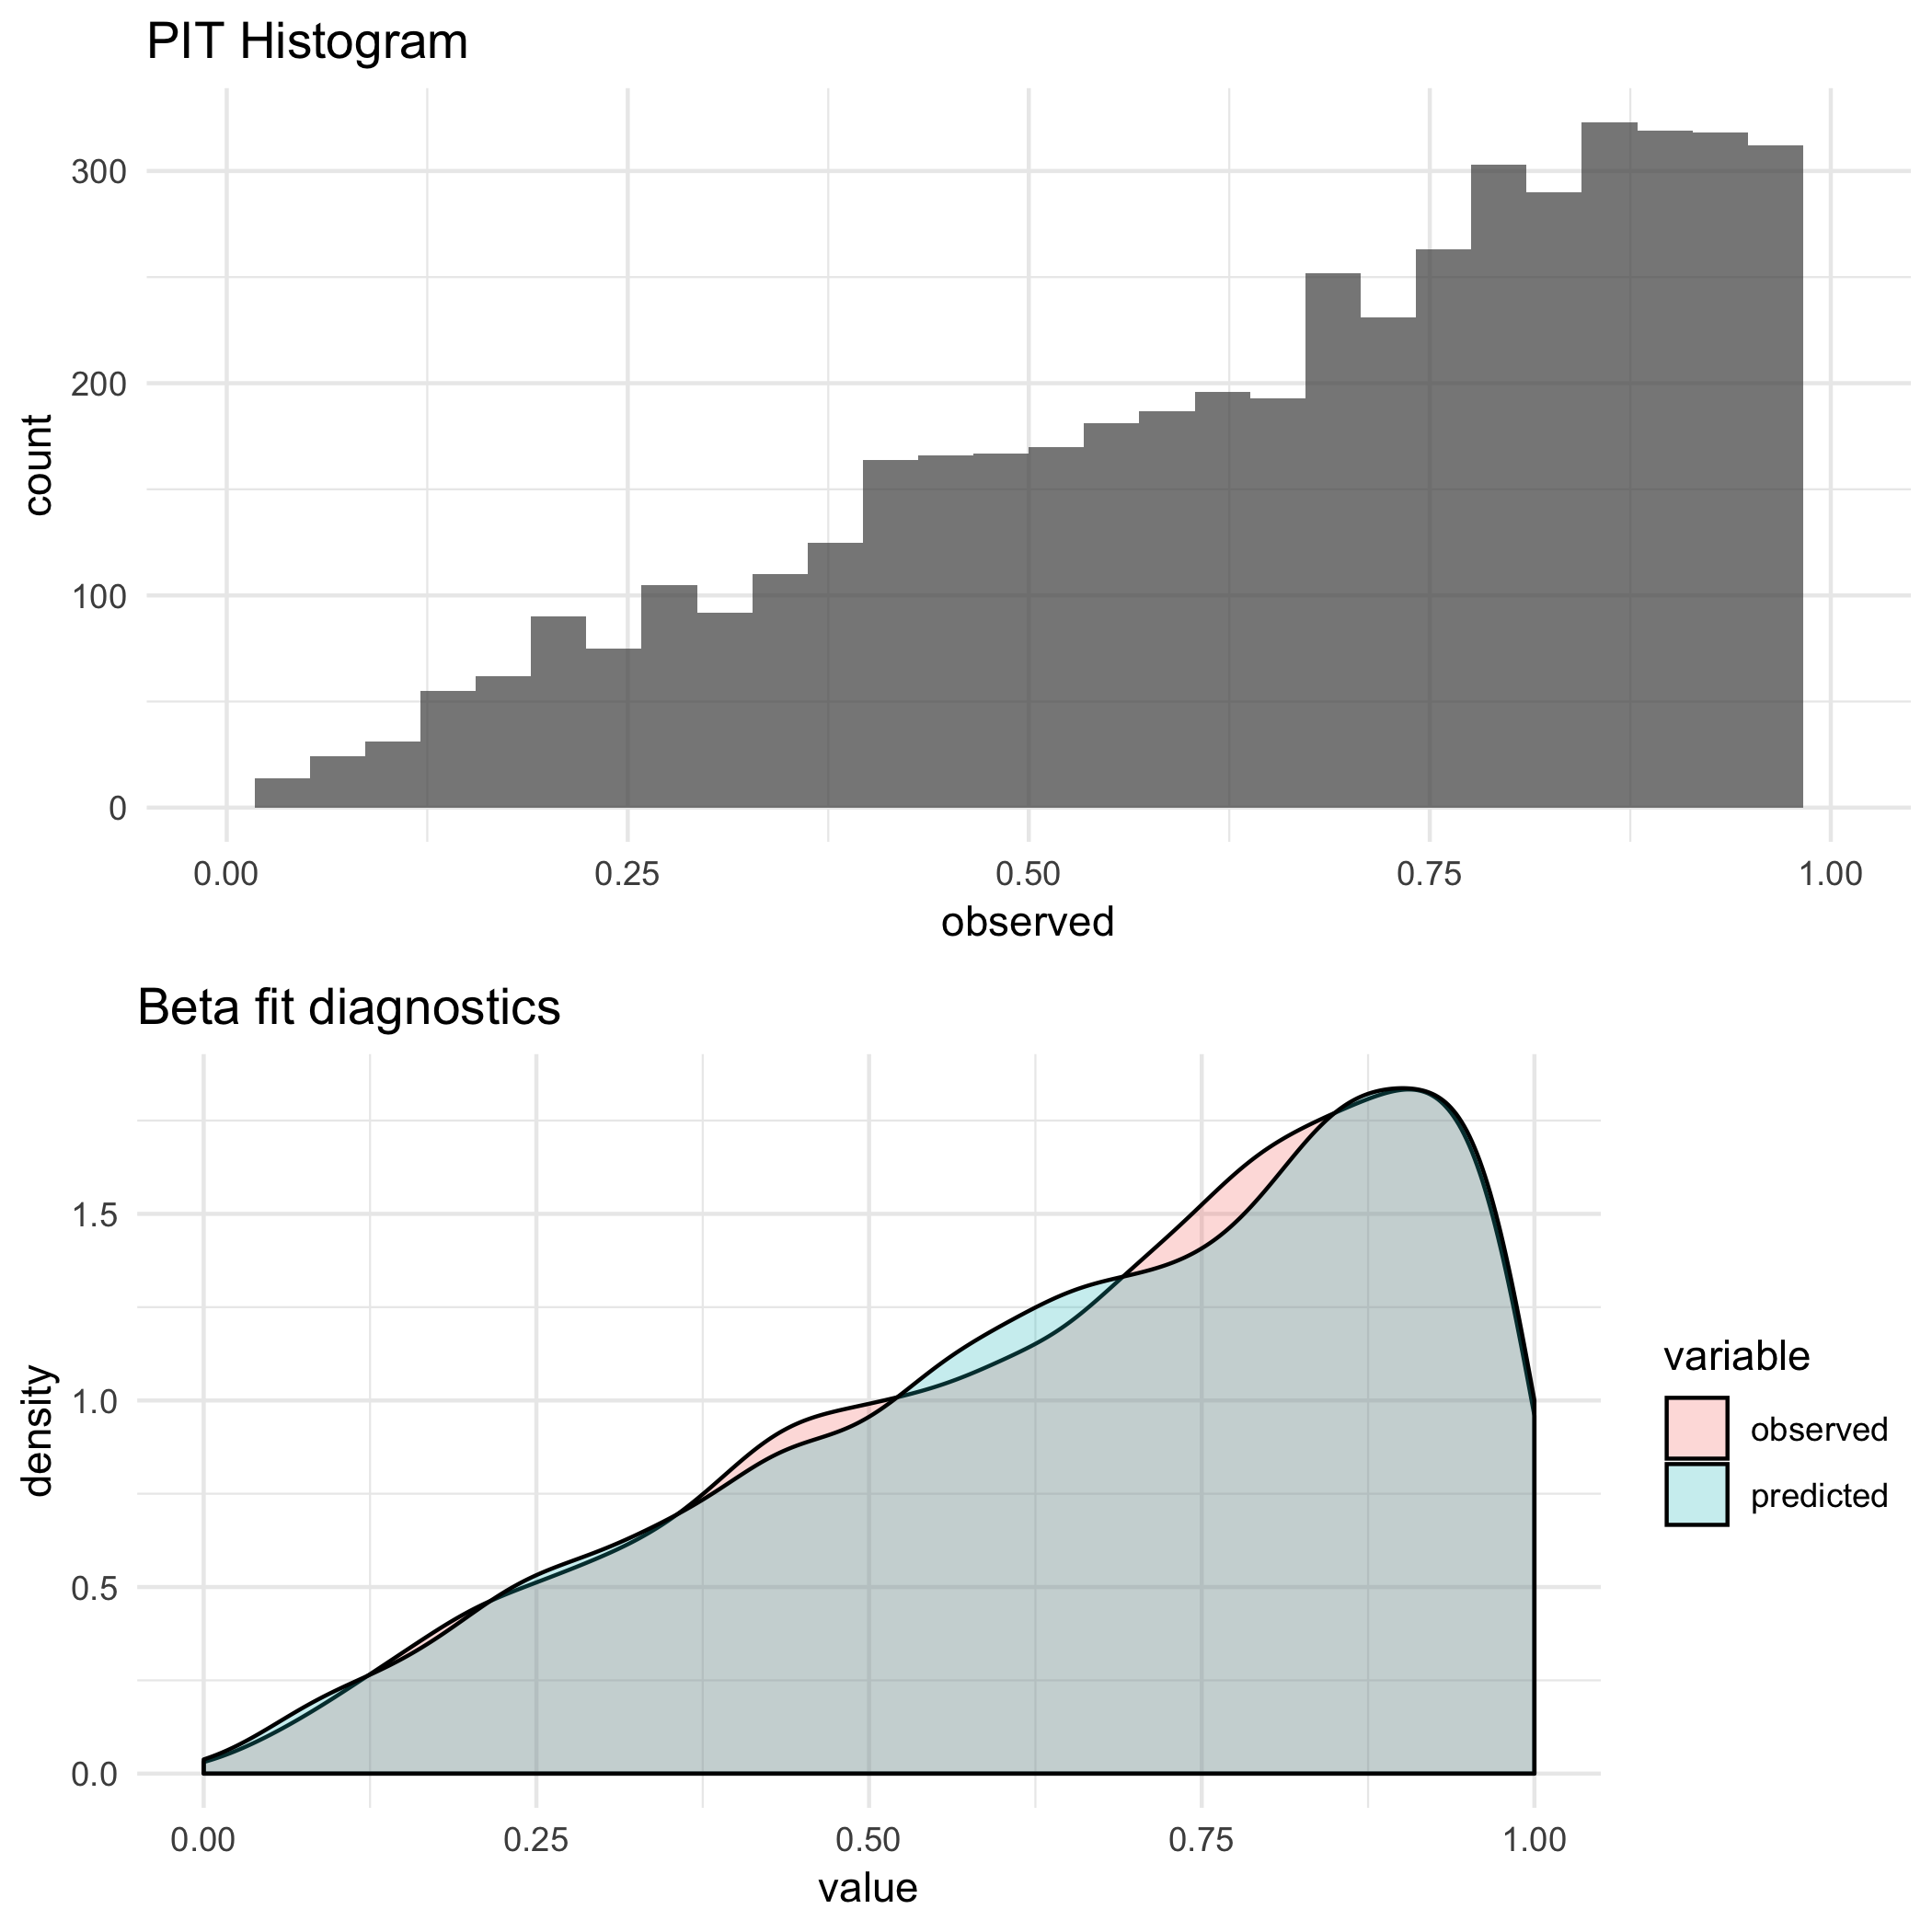 PIT Histogram
300
200
100
0
count
0.00 0.25 0.50 0.75 1.00
observed
Beta fit diagnostics
1.5
1.0
0.5
0.0
density
0.00 0.25 0.50 0.75 1.00
value
variable
observed
predicted